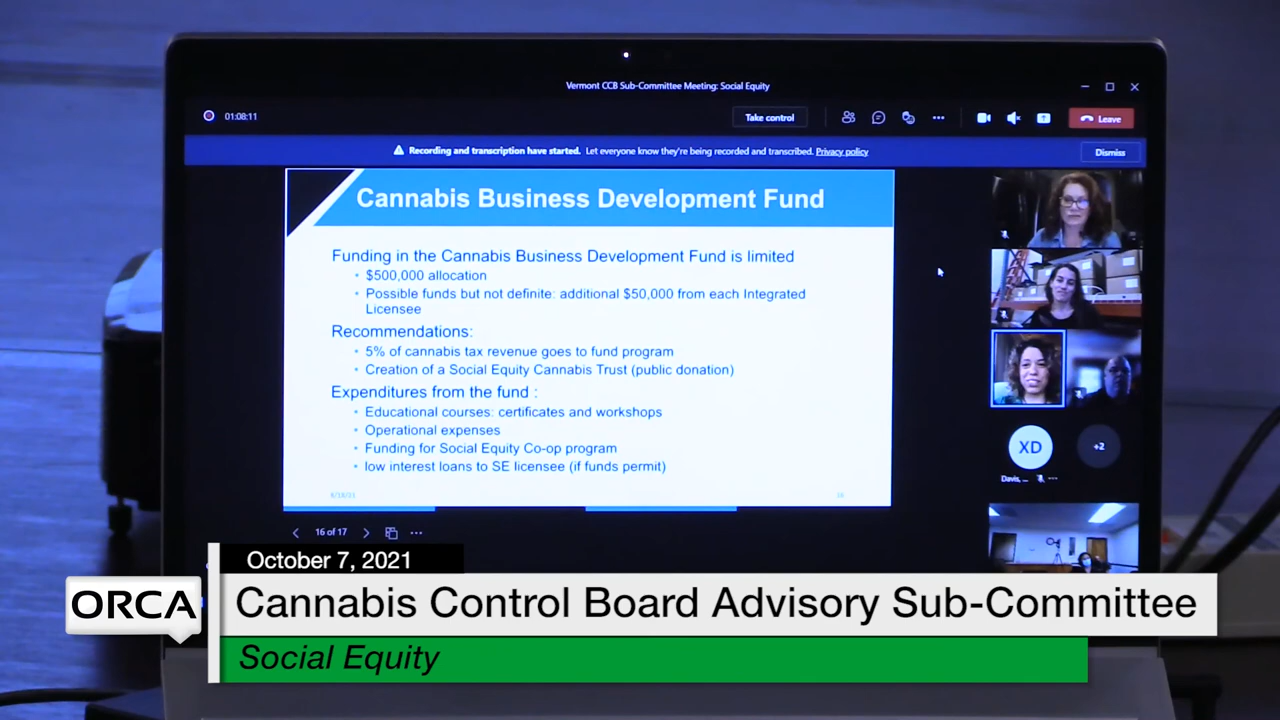 Vermont CCB Sub-Committee Meeting: Social Equity
01:08:11
Take control
Leave
Recording and transcription have started. Let everyone know they're being recorded and transcribed. Privacy policy
Dismiss
Cannabis Business Development Fund
Funding in the Cannabis Business Development Fund is limited
• $500,000 allocation
• Possible funds but not definite: additional $50,000 from each Integrated
Licensee
Recommendations:
• 5% of cannabis tax revenue goes to fund program
• Creation of a Social Equity Cannabis Trust (public donation)
Expenditures from the fund :
• Educational courses: certificates and workshops
• Operational expenses
• Funding for Social Equity Co-op program
• low interest loans to SE licensee (if funds permit)
16
XD
+2
Davis, ...
16 of 17
October 7, 2021
ORCA
Cannabis Control Board Advisory Sub-Committee
Social Equity